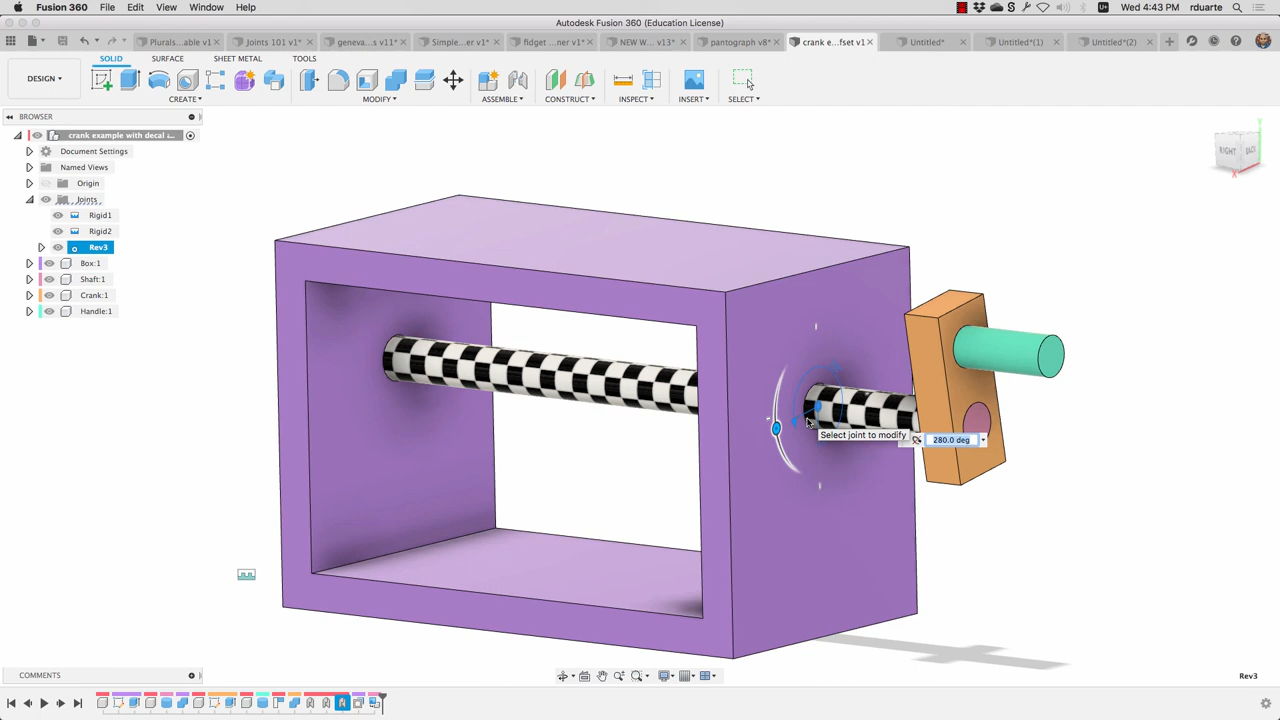 Fusion 360 File Edit View Window Help Wed 4:43 PM rduarte
Autodesk Fusion 360 (Education License)
Plurals...able v1* Joints 101 v1* geneva...s v11* Simple...er v1* fidget ...ner v1* NEW W... v13* pantograph v8* crank e...fset v1 Untitled* Untitled*(1) Untitled*(2)
SOLID SURFACE SHEET METAL TOOLS
DESIGN
CREATE MODIFY ASSEMBLE CONSTRUCT INSPECT INSERT SELECT
BROWSER
crank example with decal a...
Document Settings
Named Views
Origin
Joints
Rigid1
Rigid2
Rev3
Box:1
Shaft:1
Crank:1
Handle:1
RIGHT BACK
Y
X
Select joint to modify
280.0 deg
COMMENTS
Rev3